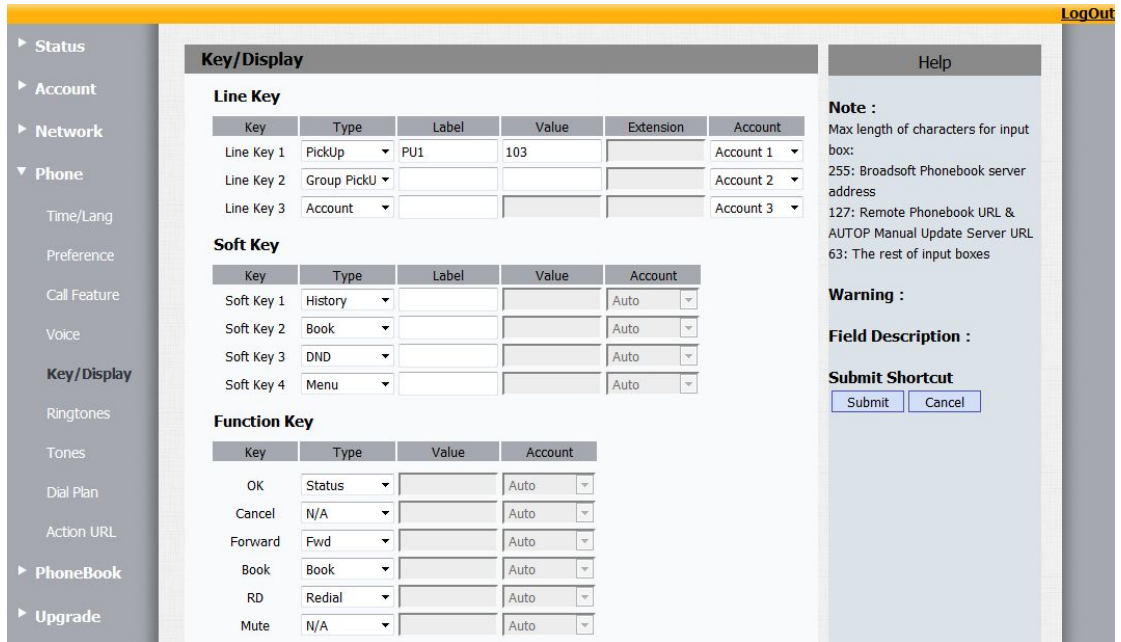 LogOut
Status
Account
Network
Phone
Time/Lang
Preference
Call Feature
Voice
Key/Display
Ringtones
Tones
Dial Plan
Action URL
PhoneBook
Upgrade
Key/Display
Line Key
Key Type Label Value Extension Account
Line Key 1 PickUp PU1 103 Account 1
Line Key 2 Group PickU Account 2
Line Key 3 Account Account 3
Soft Key
Key Type Label Value Account
Soft Key 1 History Auto
Soft Key 2 Book Auto
Soft Key 3 DND Auto
Soft Key 4 Menu Auto
Function Key
Key Type Value Account
OK Status Auto
Cancel N/A Auto
Forward Fwd Auto
Book Book Auto
RD Redial Auto
Mute N/A Auto
Help
Note :
Max length of characters for input
box:
255: Broadsoft Phonebook server
address
127: Remote Phonebook URL &
AUTOP Manual Update Server URL
63: The rest of input boxes
Warning :
Field Description :
Submit Shortcut
Submit Cancel